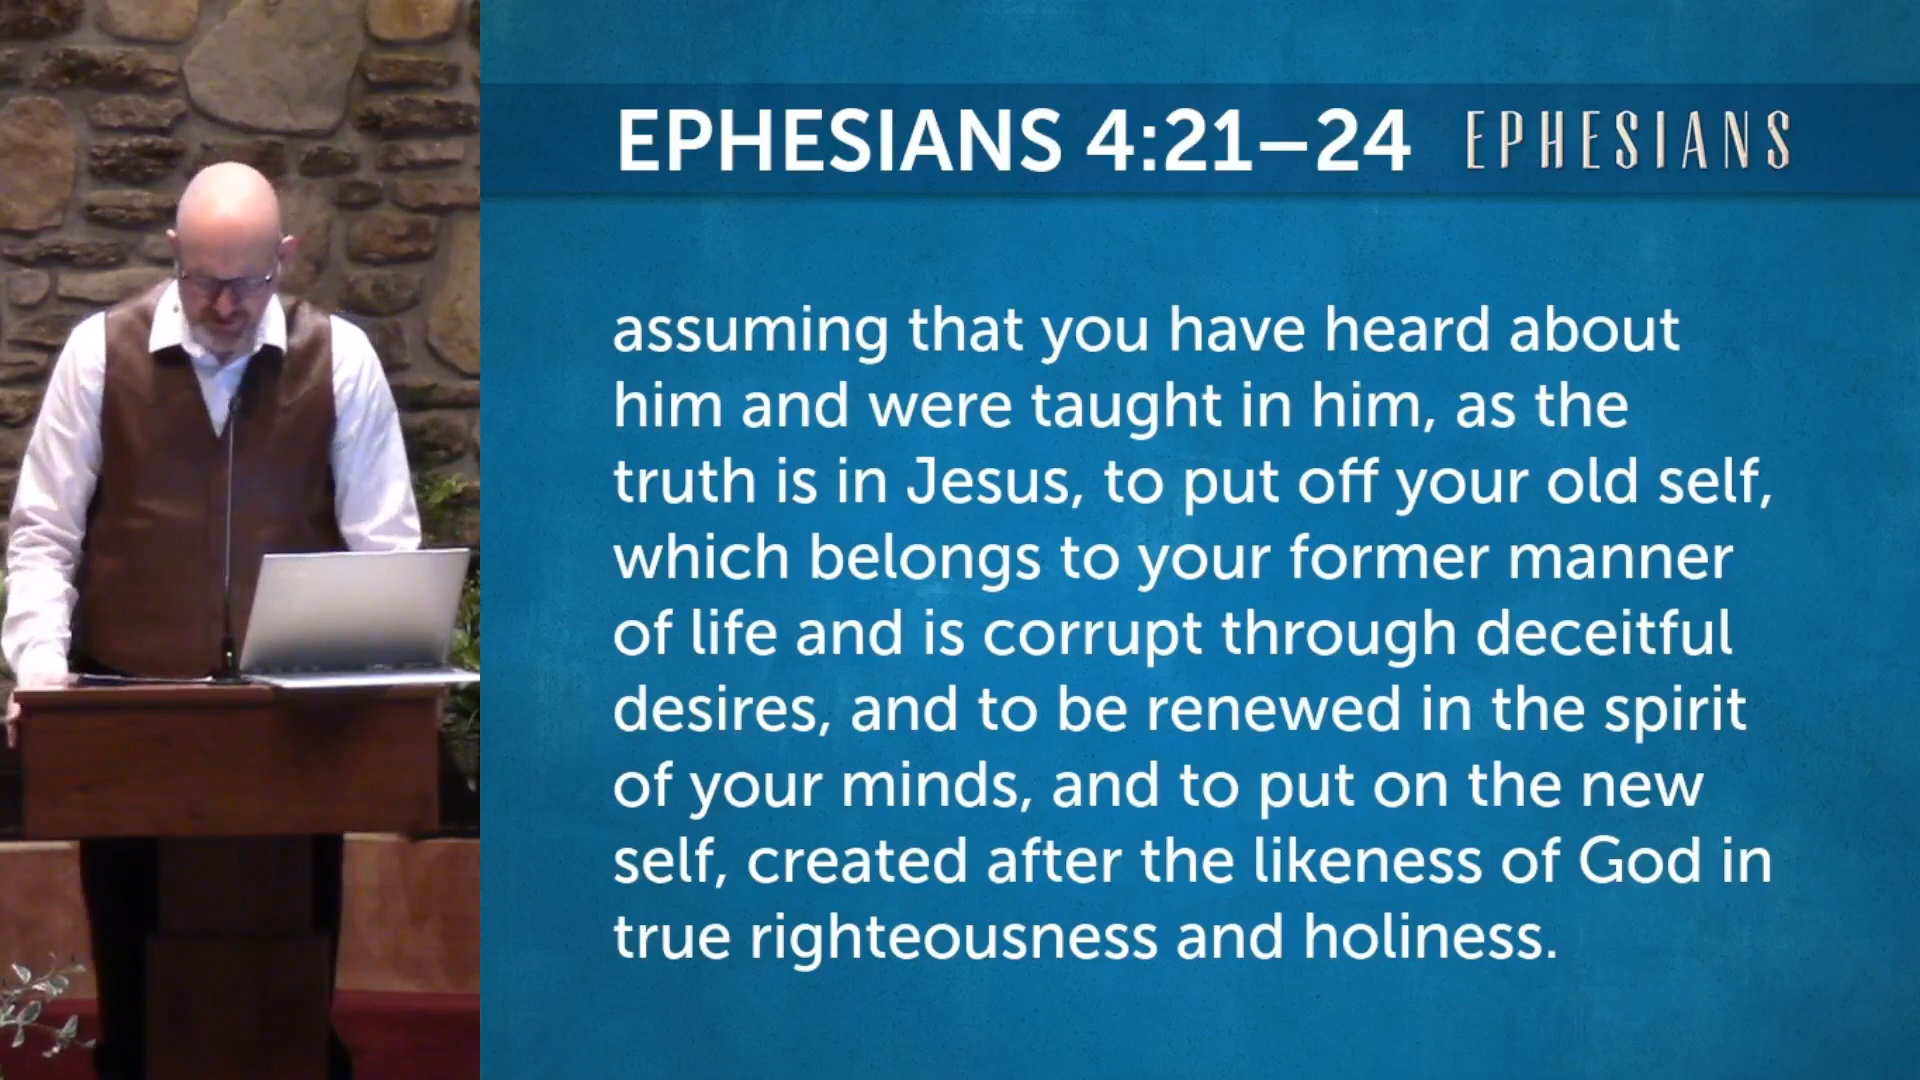 EPHESIANS 4:21–24
EPHESIANS
assuming that you have heard about
him and were taught in him, as the
truth is in Jesus, to put off your old self,
which belongs to your former manner
of life and is corrupt through deceitful
desires, and to be renewed in the spirit
of your minds, and to put on the new
self, created after the likeness of God in
true righteousness and holiness.